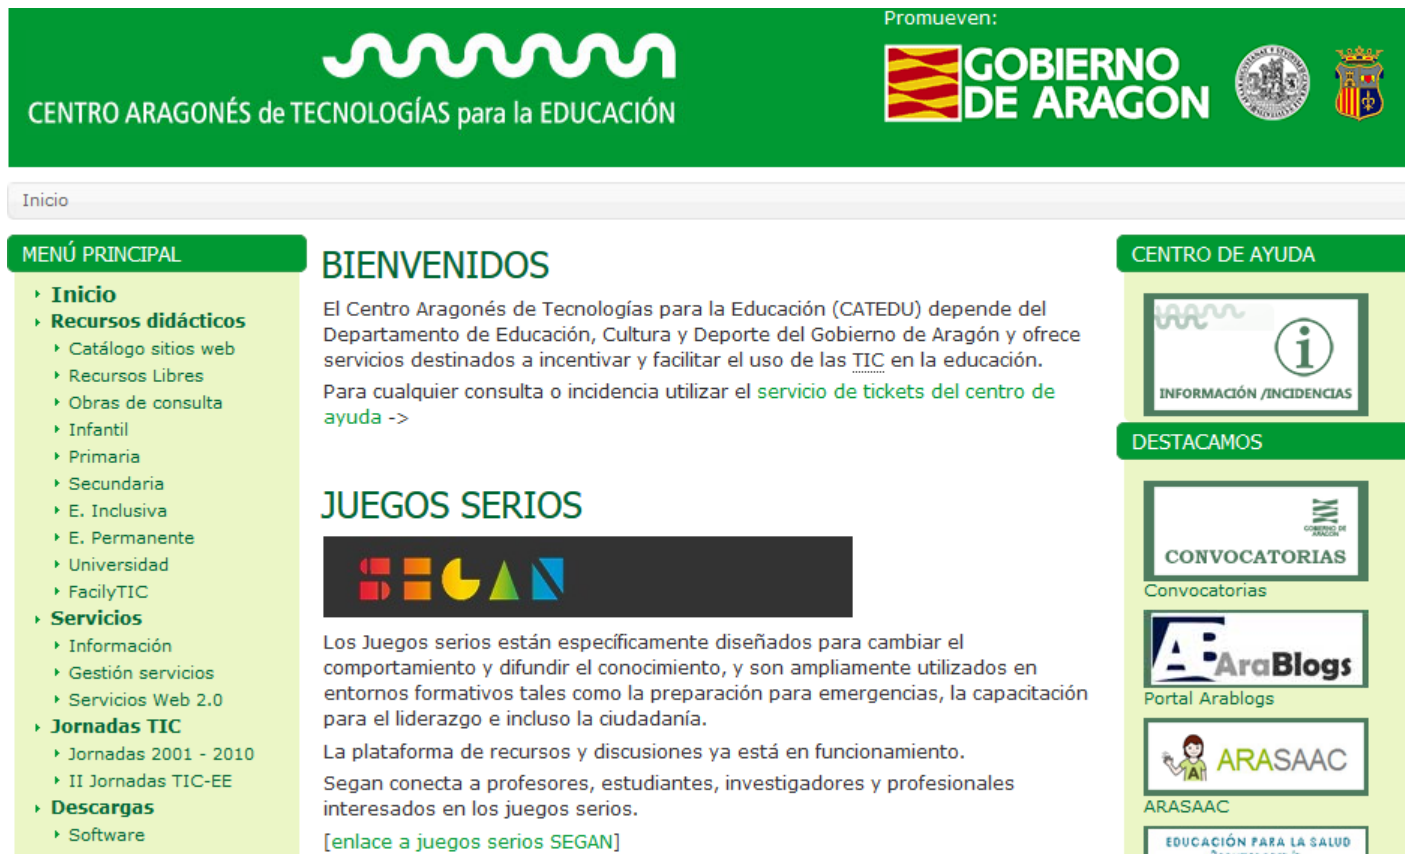 Promueven:
GOBIERNO
DE ARAGON
CENTRO ARAGONÉS de TECNOLOGÍAS para la EDUCACIÓN
Inicio
MENÚ PRINCIPAL
Inicio
Recursos didácticos
Catálogo sitios web
Recursos Libres
Obras de consulta
Infantil
Primaria
Secundaria
E. Inclusiva
E. Permanente
Universidad
FacilyTIC
Servicios
Información
Gestión servicios
Servicios Web 2.0
Jornadas TIC
Jornadas 2001 - 2010
II Jornadas TIC-EE
Descargas
Software
BIENVENIDOS
El Centro Aragonés de Tecnologías para la Educación (CATEDU) depende del
Departamento de Educación, Cultura y Deporte del Gobierno de Aragón y ofrece
servicios destinados a incentivar y facilitar el uso de las TIC en la educación.
Para cualquier consulta o incidencia utilizar el servicio de tickets del centro de
ayuda ->
JUEGOS SERIOS
SEGAN
Los Juegos serios están específicamente diseñados para cambiar el
comportamiento y difundir el conocimiento, y son ampliamente utilizados en
entornos formativos tales como la preparación para emergencias, la capacitación
para el liderazgo e incluso la ciudadanía.
La plataforma de recursos y discusiones ya está en funcionamiento.
Segan conecta a profesores, estudiantes, investigadores y profesionales
interesados en los juegos serios.
[enlace a juegos serios SEGAN]
CENTRO DE AYUDA
INFORMACIÓN /INCIDENCIAS
DESTACAMOS
GOBIERNO DE
ARAGON
CONVOCATORIAS
Convocatorias
AB
AraBlogs
Portal Arablogs
A
ARASAAC
ARASAAC
EDUCACIÓN PARA LA SALUD